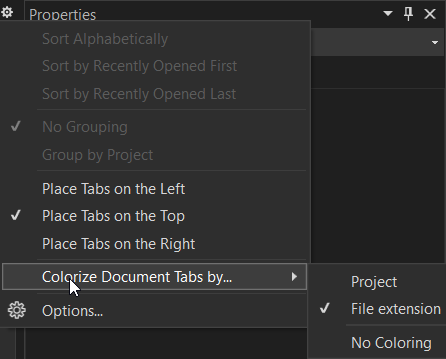 Properties
Sort Alphabetically
Sort by Recently Opened First
Sort by Recently Opened Last
No Grouping
Group by Project
Place Tabs on the Left
Place Tabs on the Top
Place Tabs on the Right
Colorize Document Tabs by...
Project
File extension
Options...
No Coloring